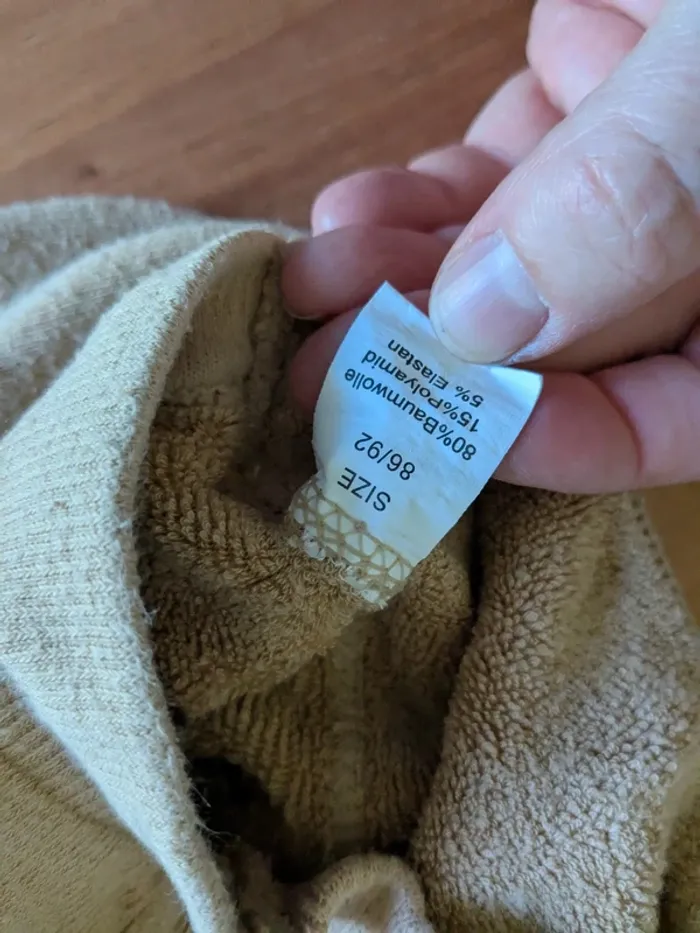 SIZE
86/92
80%Baumwolle
15%Polyamid
5% Elastan